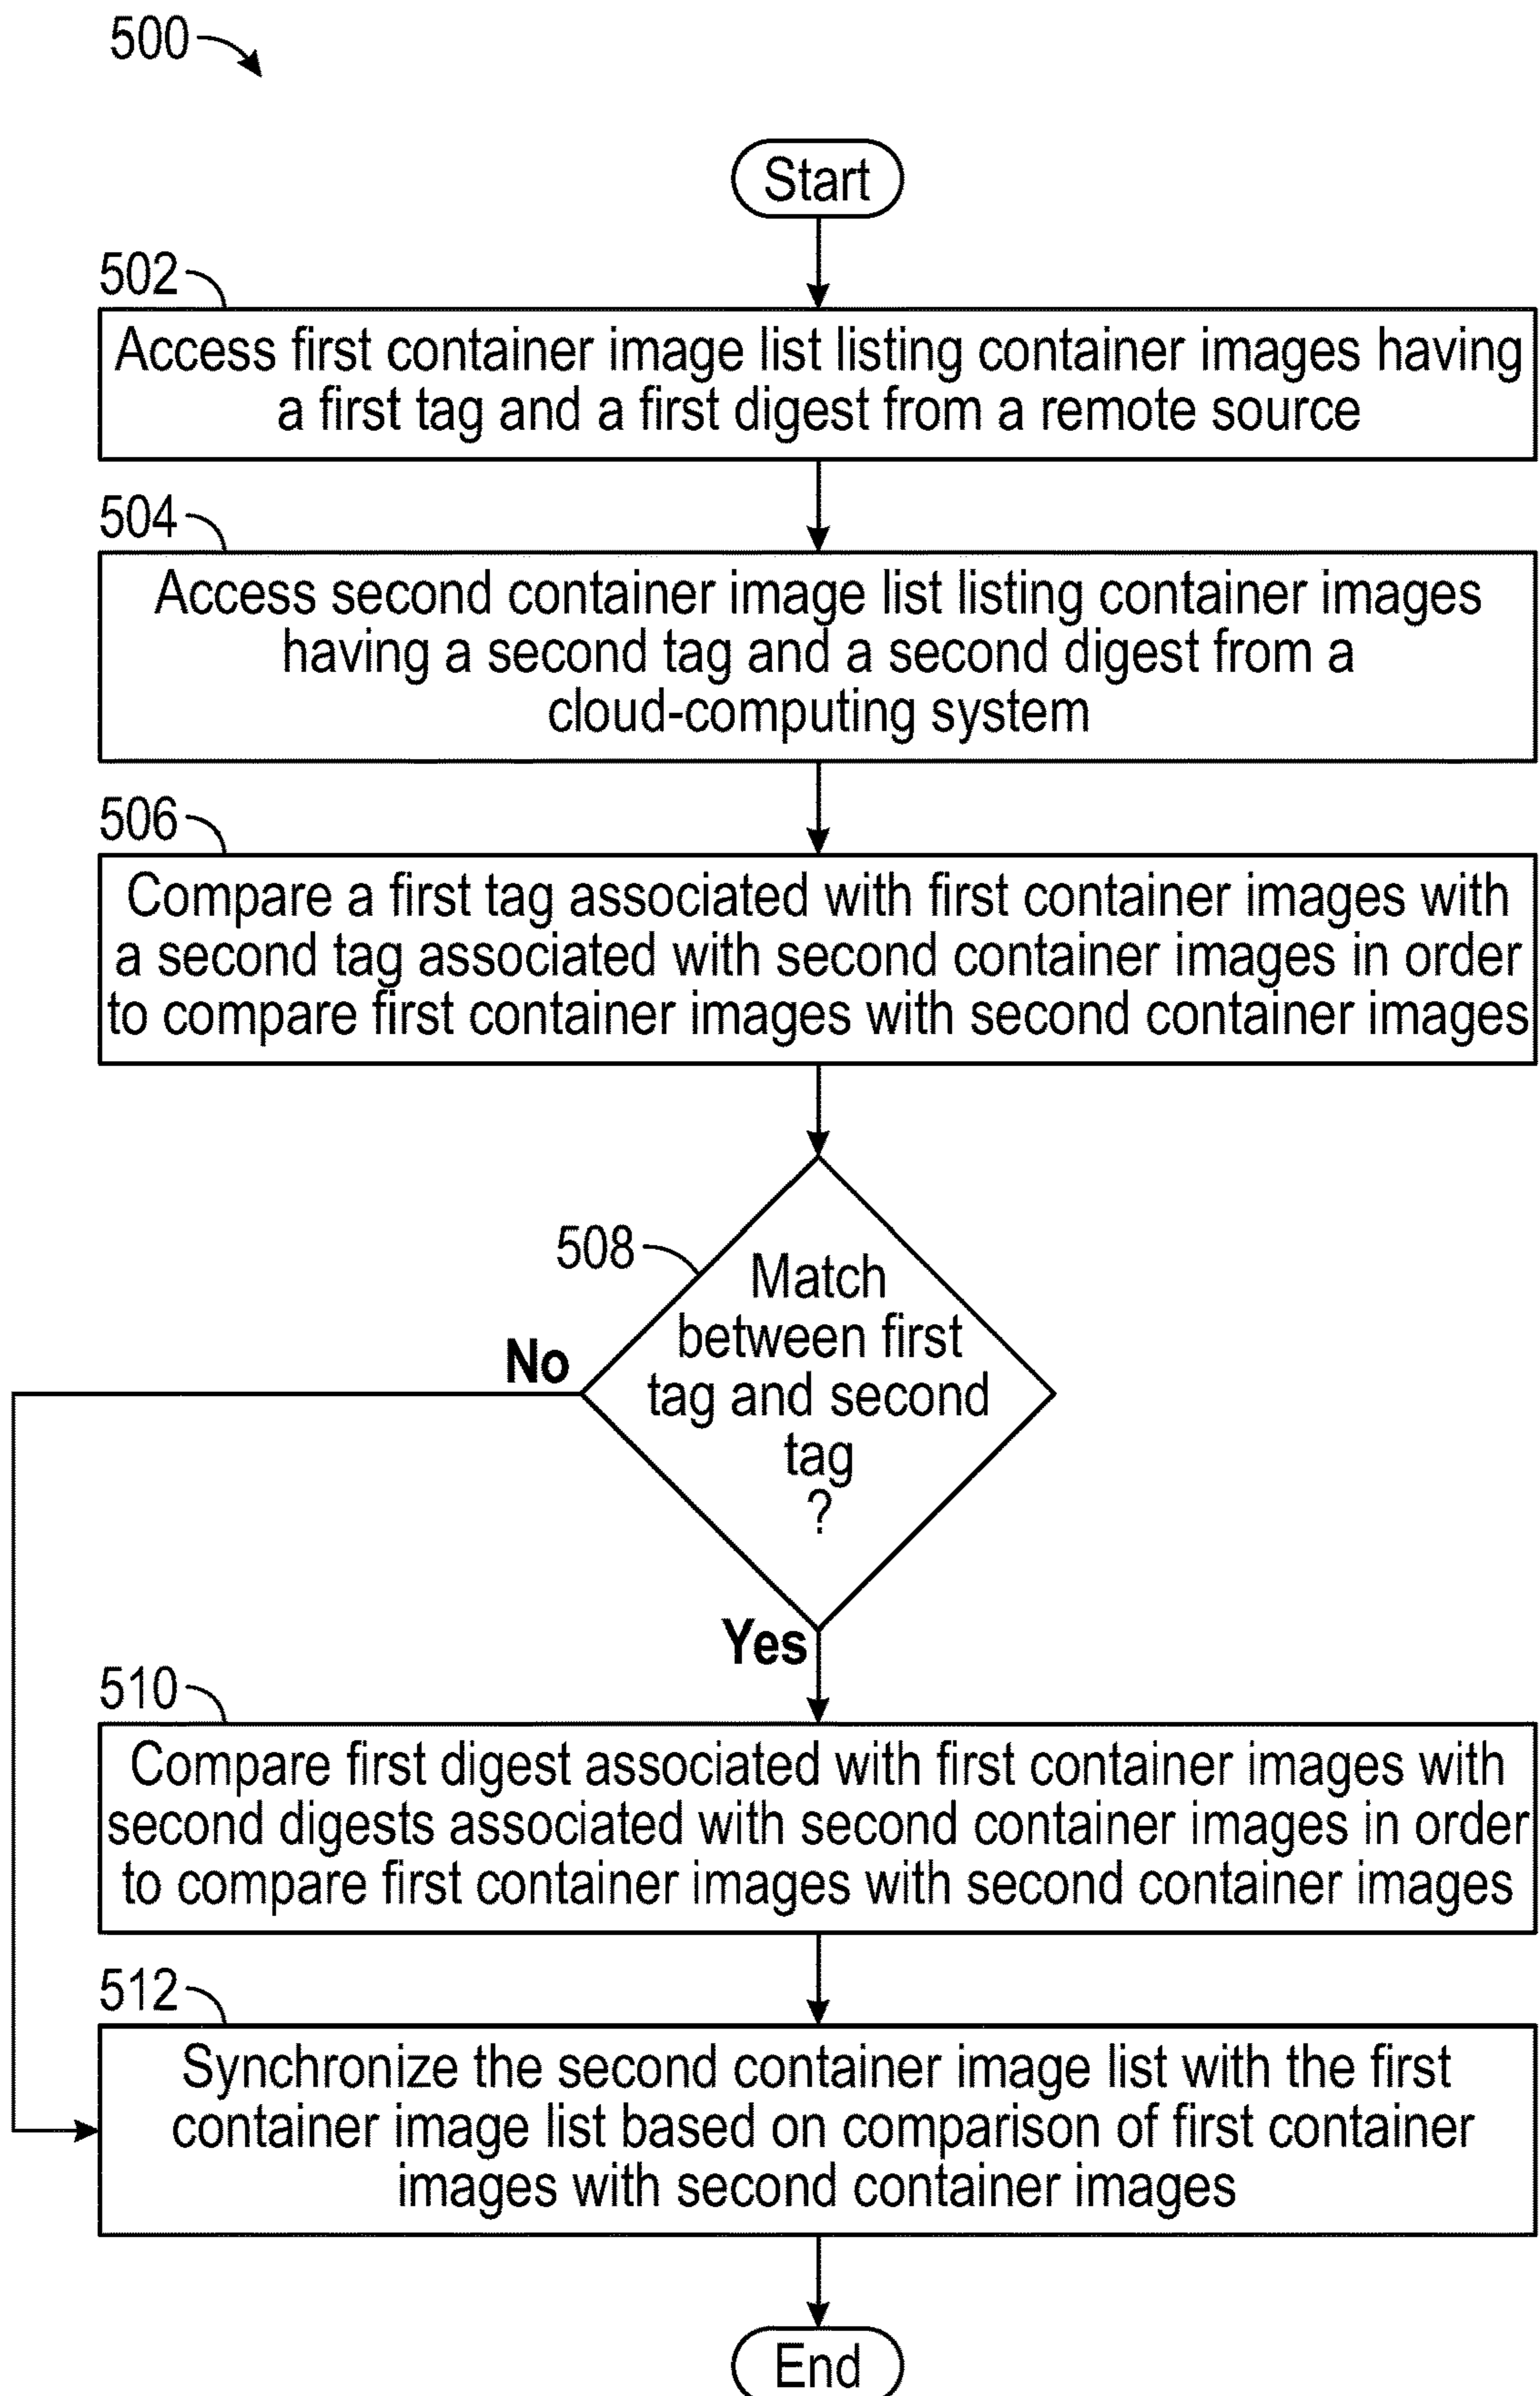 500
Start
502
Access first container image list listing container images having
a first tag and a first digest from a remote source
504
Access second container image list listing container images
having a second tag and a second digest from a
cloud-computing system
506
Compare a first tag associated with first container images with
a second tag associated with second container images in order
to compare first container images with second container images
508
Match
between first
tag and second
tag
?
No
Yes
510
Compare first digest associated with first container images with
second digests associated with second container images in order
to compare first container images with second container images
512
Synchronize the second container image list with the first
container image list based on comparison of first container
images with second container images
End